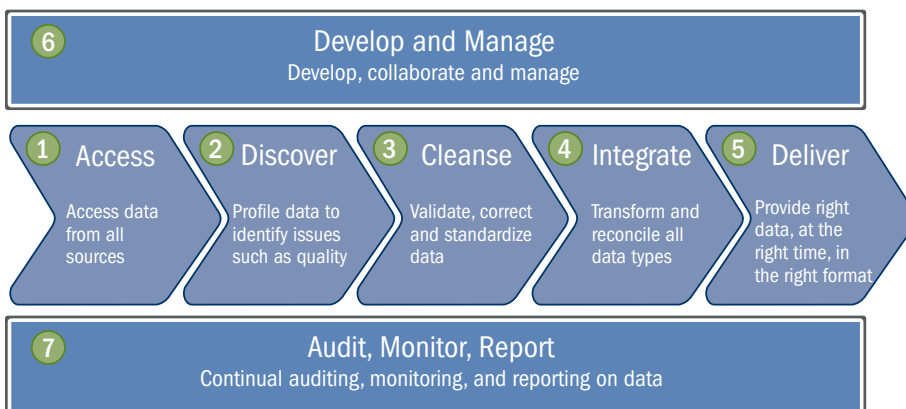 6
Develop and Manage
Develop, collaborate and manage
1
Access
Access data
from all
sources
2
Discover
Profile data to
identify issues
such as quality
3
Cleanse
Validate, correct
and standardize
data
4
Integrate
Transform and
reconcile all
data types
5
Deliver
Provide right
data, at the
right time, in
the right format
7
Audit, Monitor, Report
Continual auditing, monitoring, and reporting on data